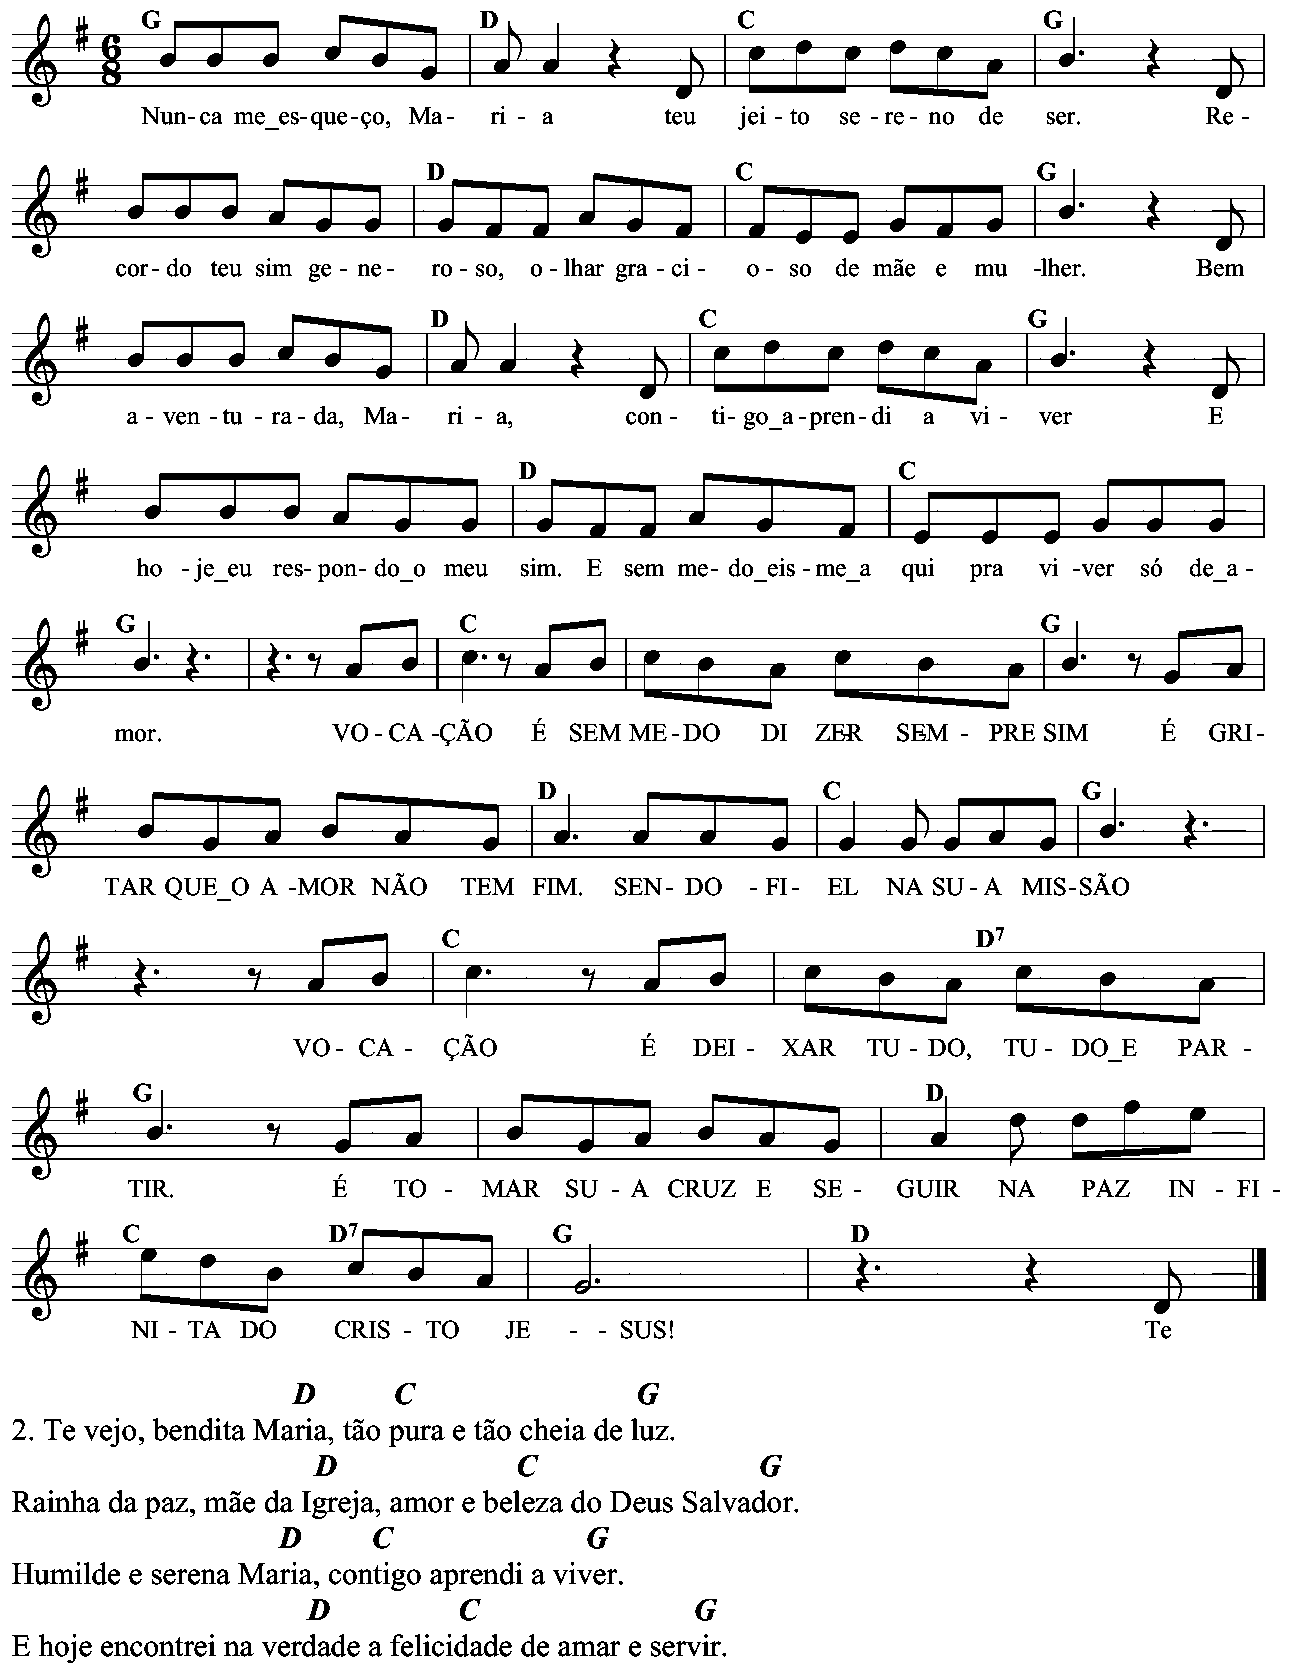 G D C G
6
8
Nun-ca me_es-que-ço, Ma- ri - a teu jei - to se - re - no de ser. Re -
D C G
cor - do teu sim ge - ne - ro - so, o - lhar gra - ci - o - so de mãe e mu -lher. Bem
D C G
a - ven - tu - ra - da, Ma - ri - a, con - ti - go_a - pren - di a vi - ver E
D C
ho - je_eu res- pon - do_o meu sim. E sem me- do_eis-me_a qui pra vi -ver só de_a -
G C G
mor. VO - CA -ÇÃO É SEM ME - DO DI ZER SEM - PRE SIM É GRI -
D C G
TAR QUE_O A -MOR NÃO TEM FIM. SEN- DO - FI - EL NA SU - A MIS-SÃO
C D7
VO - CA - ÇÃO É DEI - XAR TU - DO, TU - DO_E PAR -
G D
TIR. É TO - MAR SU - A CRUZ E SE - GUIR NA PAZ IN - FI -
C D7 G D
NI - TA DO CRIS - TO JE - - SUS! Te
D C G
2. Te vejo, bendita Maria, tão pura e tão cheia de luz.
D C G
Rainha da paz, mãe da Igreja, amor e beleza do Deus Salvador.
D C G
Humilde e serena Maria, contigo aprendi a viver.
D C G
E hoje encontrei na verdade a felicidade de amar e servir.